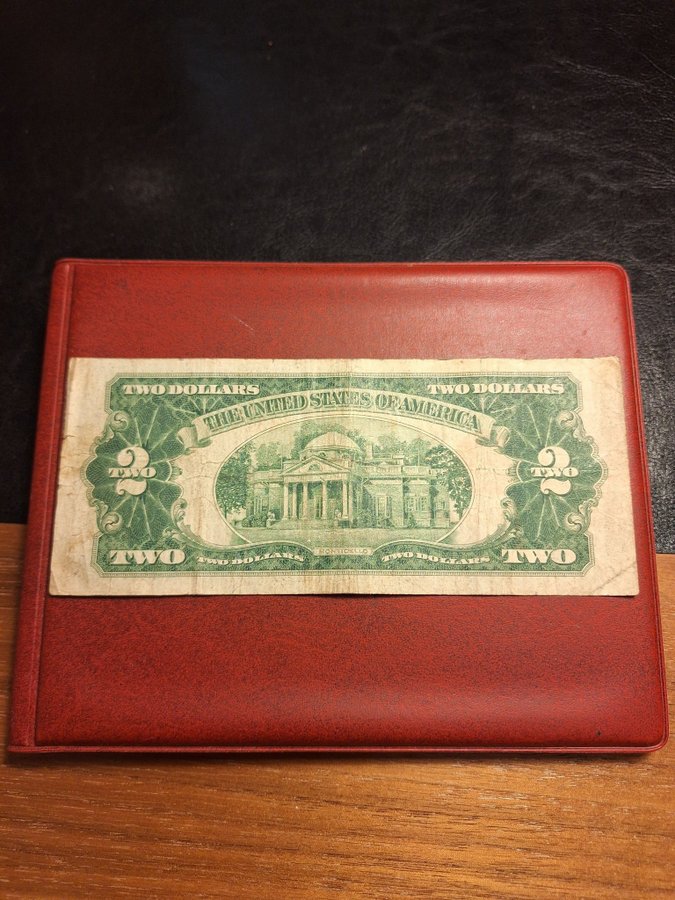 TWO DOLLARS TWO DOLLARS
THE UNITED STATES OF AMERICA
2 2
TWO TWO
MONTICELLO
TWO TWO DOLLARS TWO DOLLARS TWO